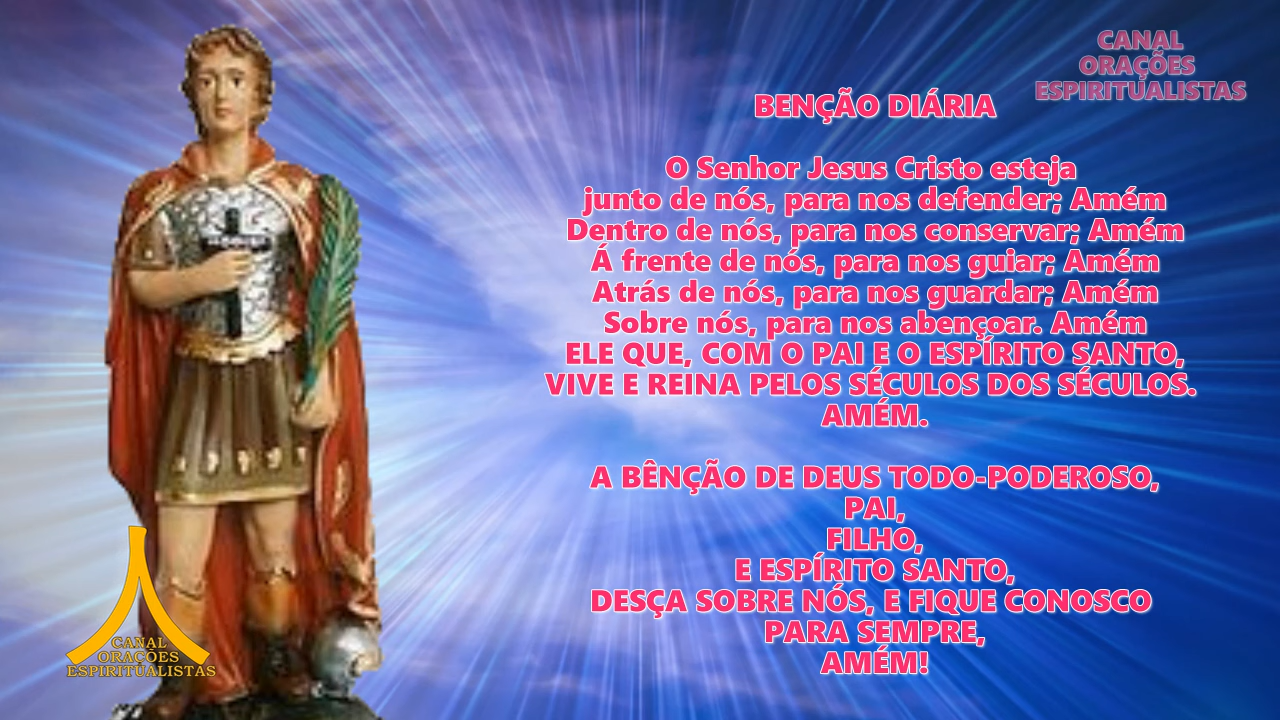 CANAL
ORAÇÕES
ESPIRITUALISTAS
BENÇÃO DIÁRIA
O Senhor Jesus Cristo esteja
junto de nós, para nos defender; Amém
Dentro de nós, para nos conservar; Amém
Á frente de nós, para nos guiar; Amém
Atrás de nós, para nos guardar; Amém
Sobre nós, para nos abençoar. Amém
ELE QUE, COM O PAI E O ESPÍRITO SANTO,
VIVE E REINA PELOS SÉCULOS DOS SÉCULOS.
AMÉM.
A BÊNÇÃO DE DEUS TODO-PODEROSO,
PAI,
FILHO,
E ESPÍRITO SANTO,
DESÇA SOBRE NÓS, E FIQUE CONOSCO
PARA SEMPRE,
AMÉM!
CANAL
ORAÇÕES
ESPIRITUALISTAS